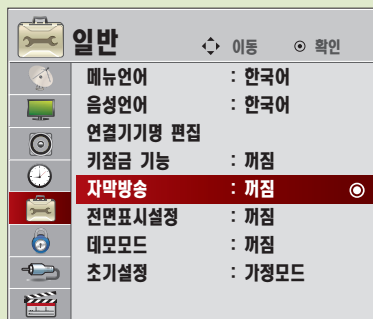 일반 이동 확인
메뉴언어 : 한국어
음성언어 : 한국어
연결기기명 편집
키잠금 기능 : 꺼짐
자막방송 : 꺼짐
전면표시설정 : 꺼짐
데모모드 : 꺼짐
초기설정 : 가정모드